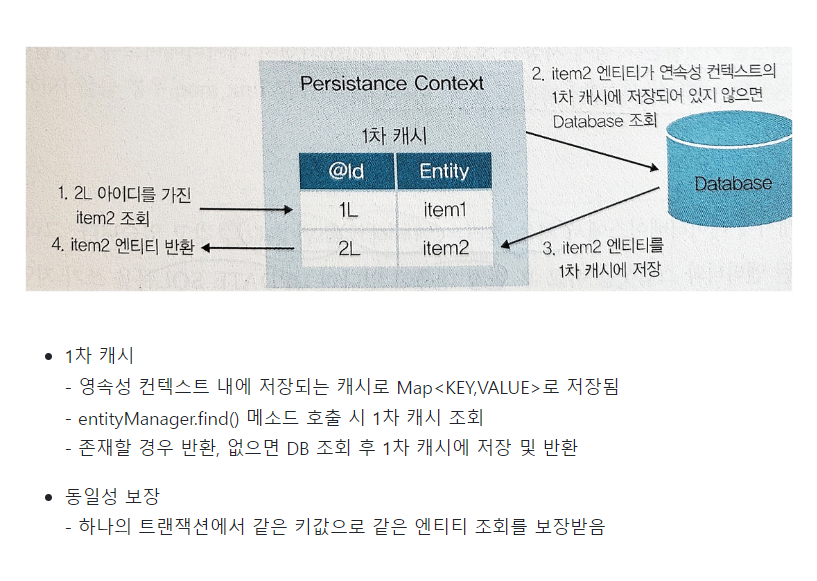 Persistance Context
1차 캐시
@Id Entity
1L item1
2L item2
1. 2L 아이디를 가진
item2 조회
4. item2 엔티티 반환
2. item2 엔티티가 연속성 컨텍스트의
1차 캐시에 저장되어 있지 않으면
Database 조회
Database
3. item2 엔티티를
1차 캐시에 저장
• 1차 캐시
- 영속성 컨텍스트 내에 저장되는 캐시로 Map<KEY,VALUE>로 저장됨
- entityManager.find() 메소드 호출 시 1차 캐시 조회
- 존재할 경우 반환, 없으면 DB 조회 후 1차 캐시에 저장 및 반환
• 동일성 보장
- 하나의 트랜잭션에서 같은 키값으로 같은 엔티티 조회를 보장받음